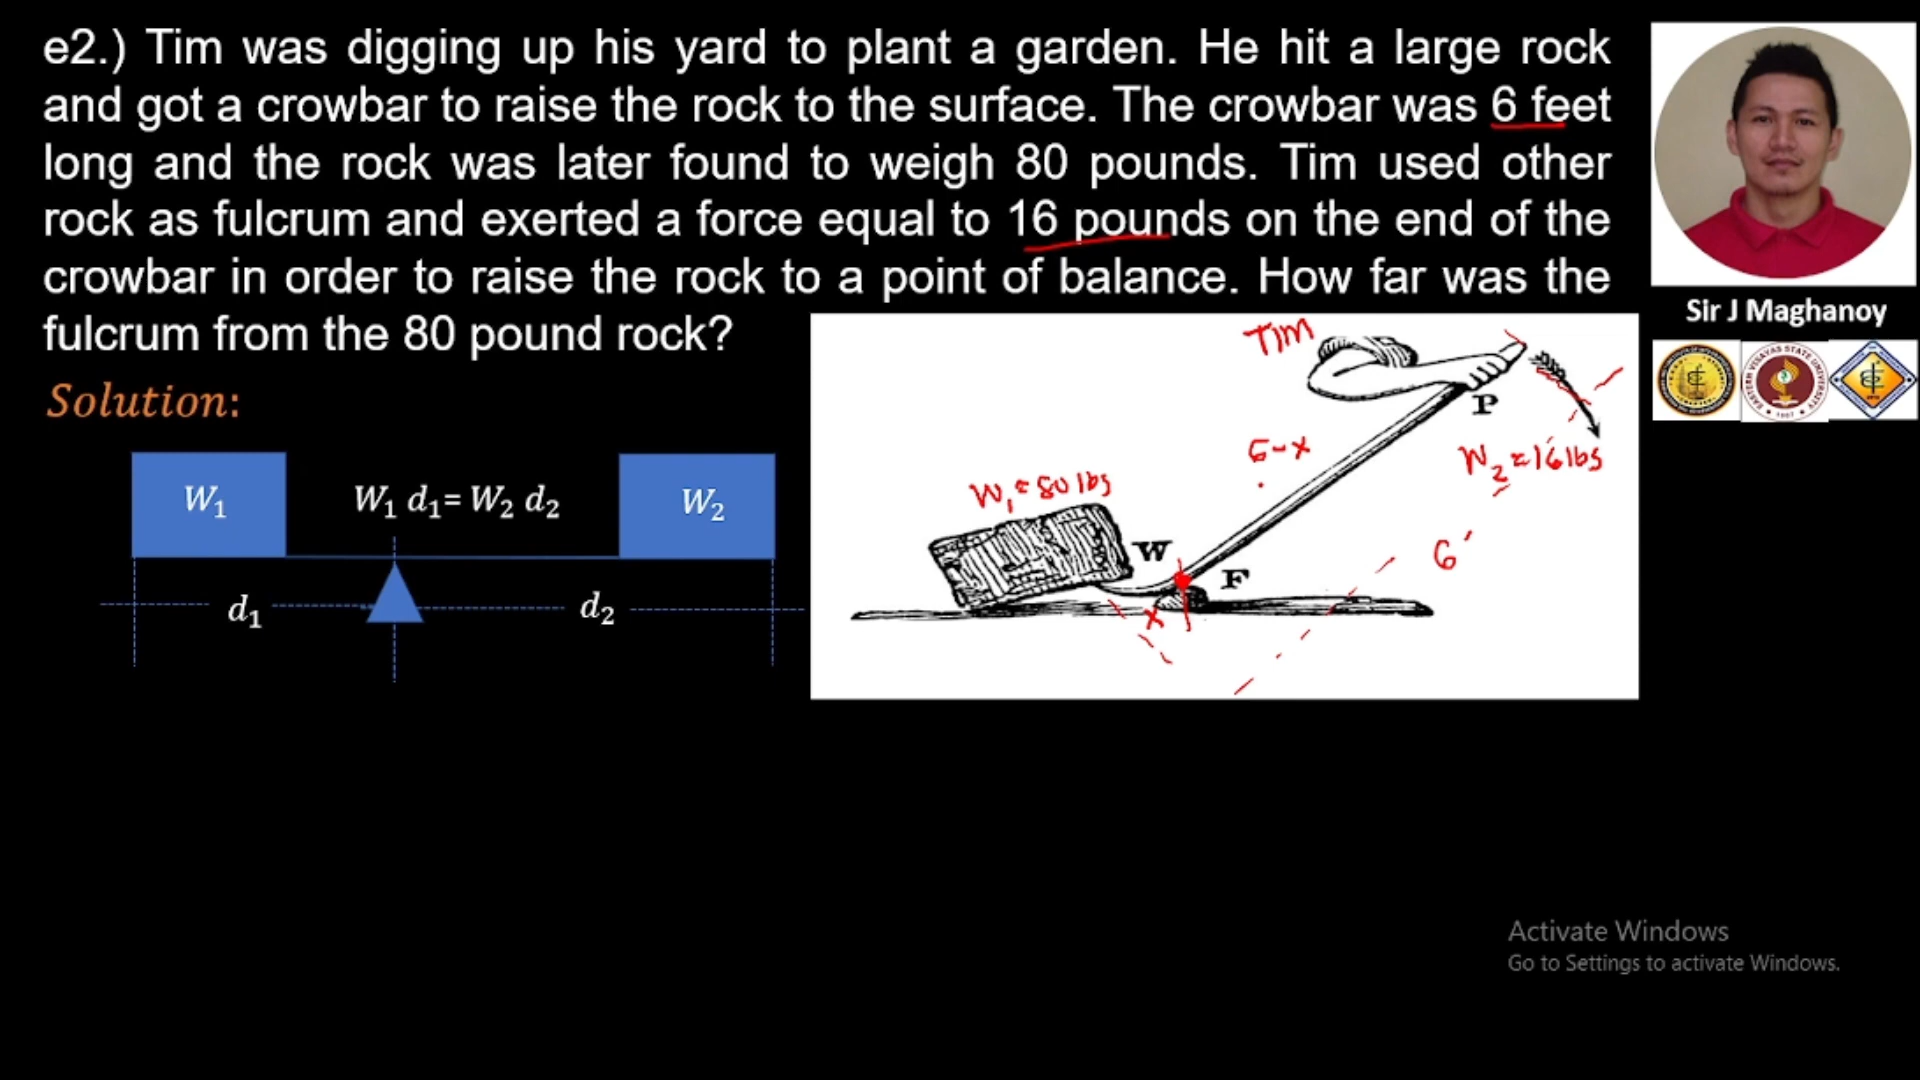 e2.) Tim was digging up his yard to plant a garden. He hit a large rock
and got a crowbar to raise the rock to the surface. The crowbar was 6 feet
long and the rock was later found to weigh 80 pounds. Tim used other
rock as fulcrum and exerted a force equal to 16 pounds on the end of the
crowbar in order to raise the rock to a point of balance. How far was the
fulcrum from the 80 pound rock?
Sir J Maghanoy
Solution:
W₁
W₁ d₁= W₂ d₂
W₂
d₁
d₂
TIM
P
6-x
W₂=16lbs
W₁=80lbs
W
F
6'
x
Activate Windows
Go to Settings to activate Windows.